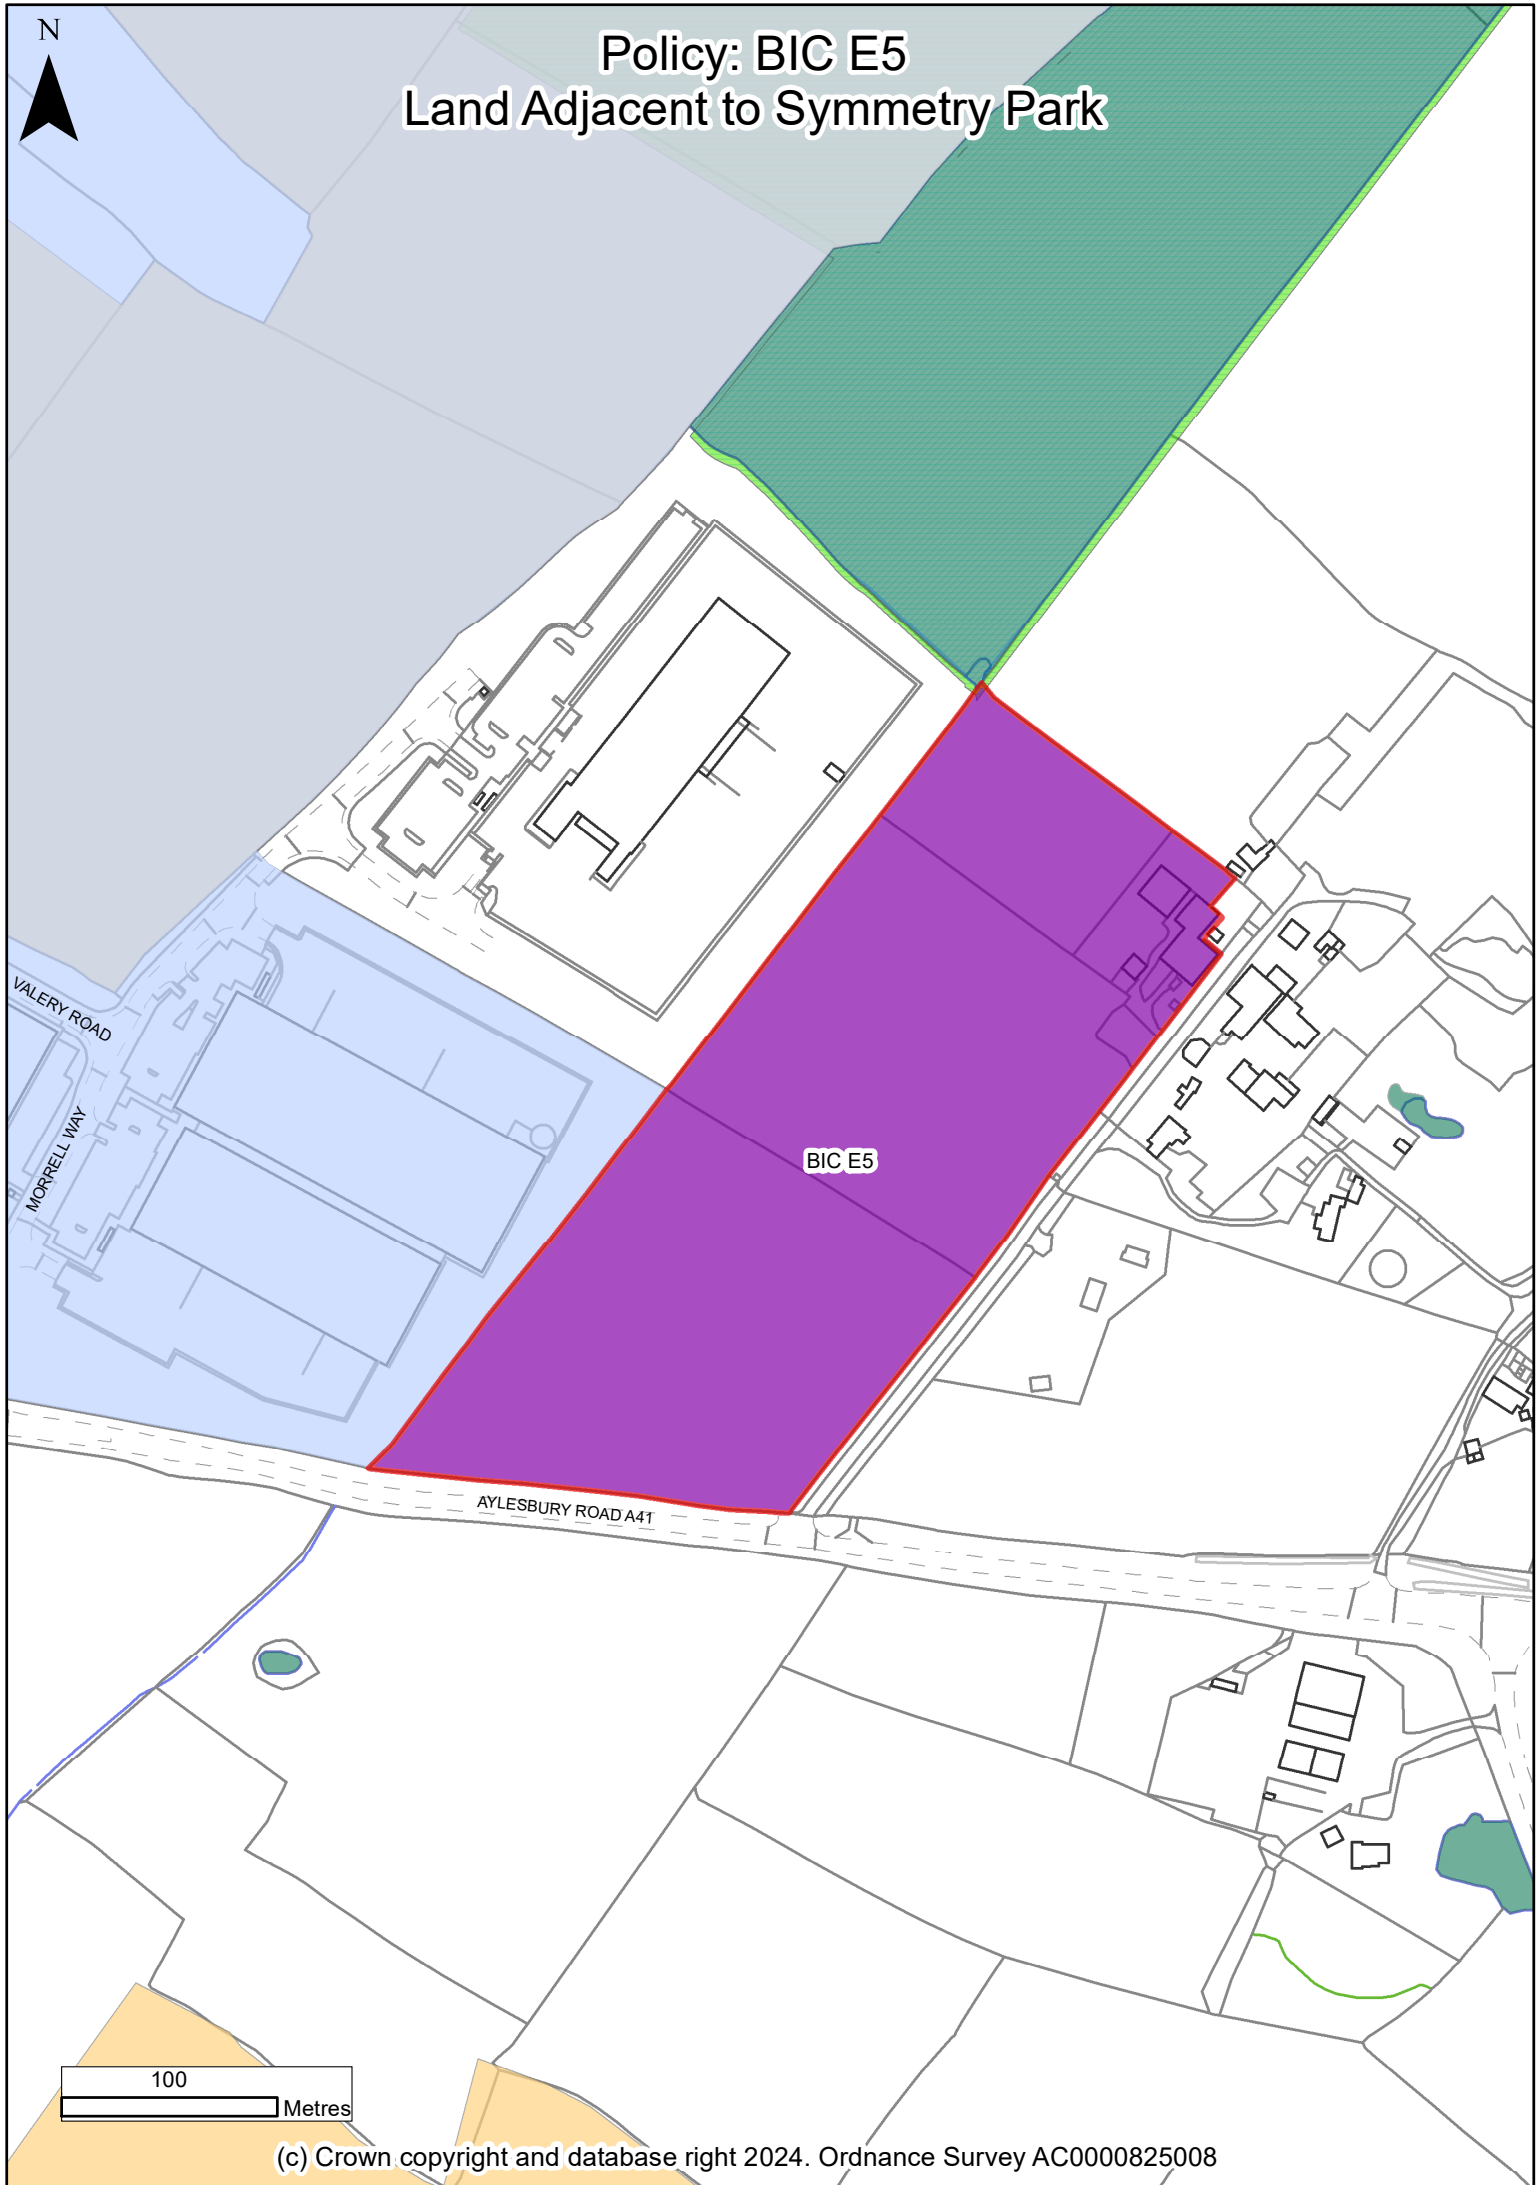 N
Policy: BIC E5
Land Adjacent to Symmetry Park
VALERY ROAD
MORRELL WAY
BIC E5
AYLESBURY ROAD A41
100
Metres
(c) Crown copyright and database right 2024. Ordnance Survey AC0000825008